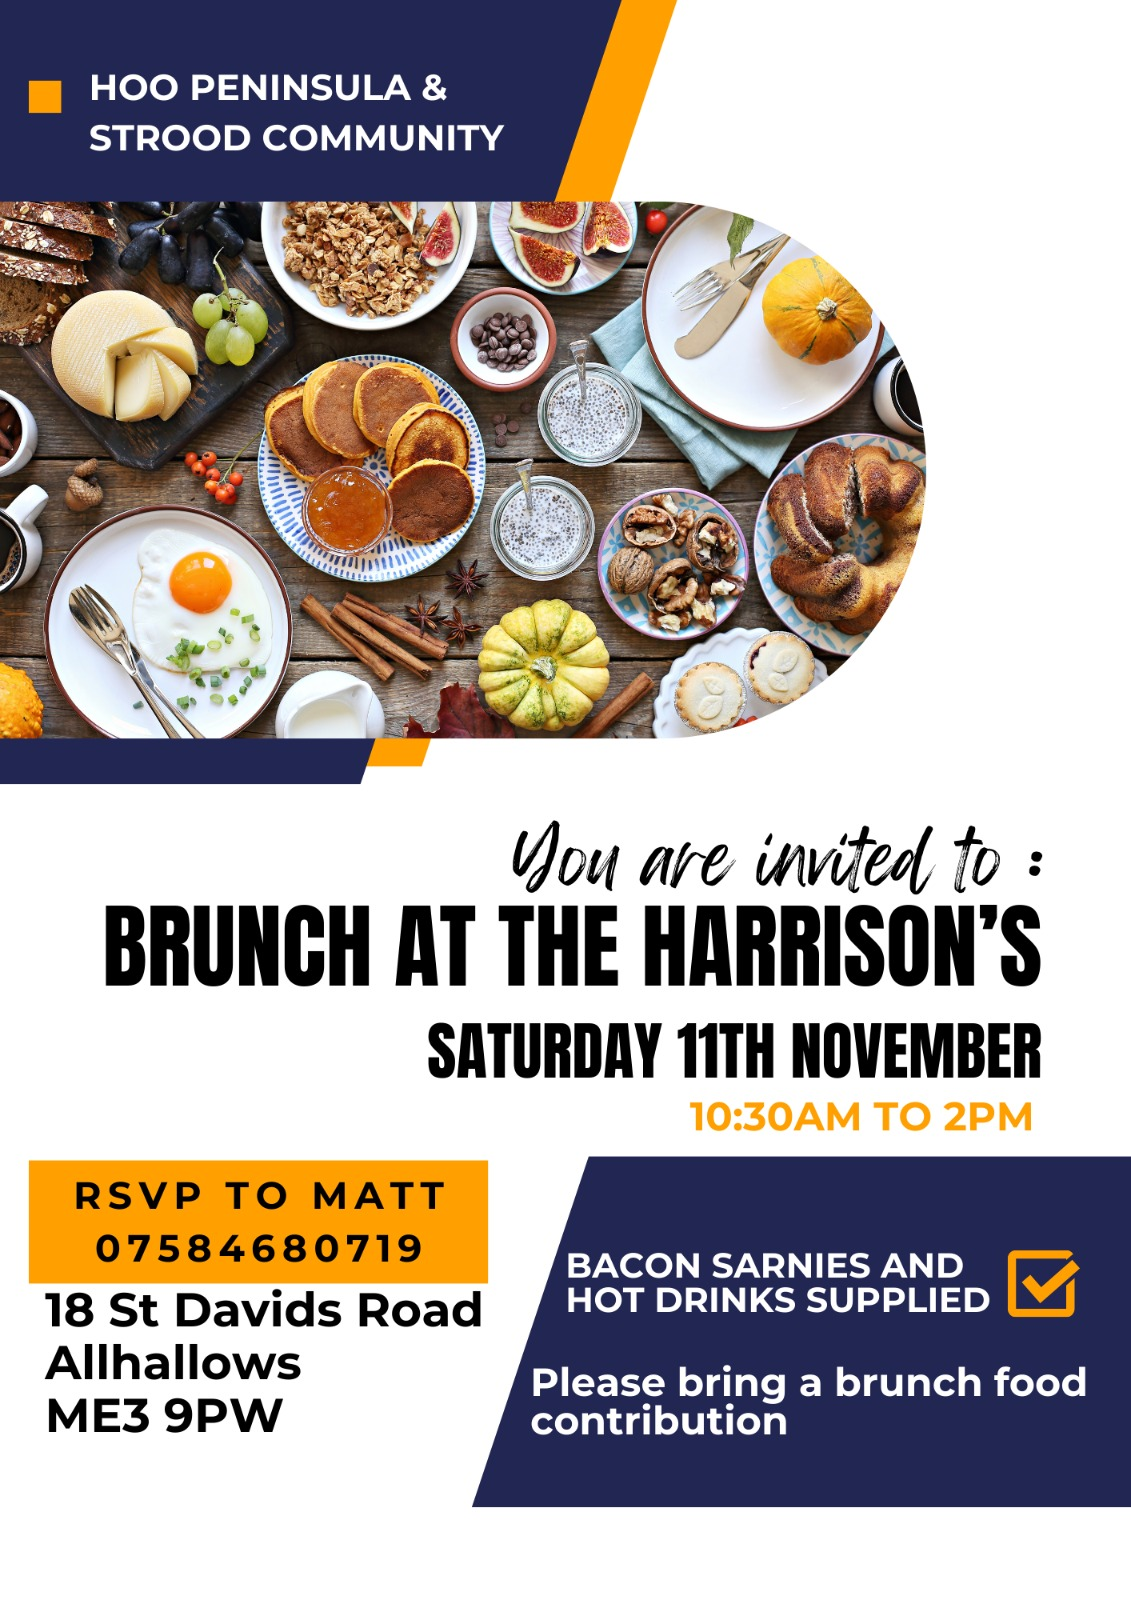 HOO PENINSULA &
STROOD COMMUNITY
You are invited to :
BRUNCH AT THE HARRISON’S
SATURDAY 11TH NOVEMBER
10:30AM TO 2PM
RSVP TO MATT
07584680719
18 St Davids Road
Allhallows
ME3 9PW
BACON SARNIES AND
HOT DRINKS SUPPLIED
Please bring a brunch food
contribution